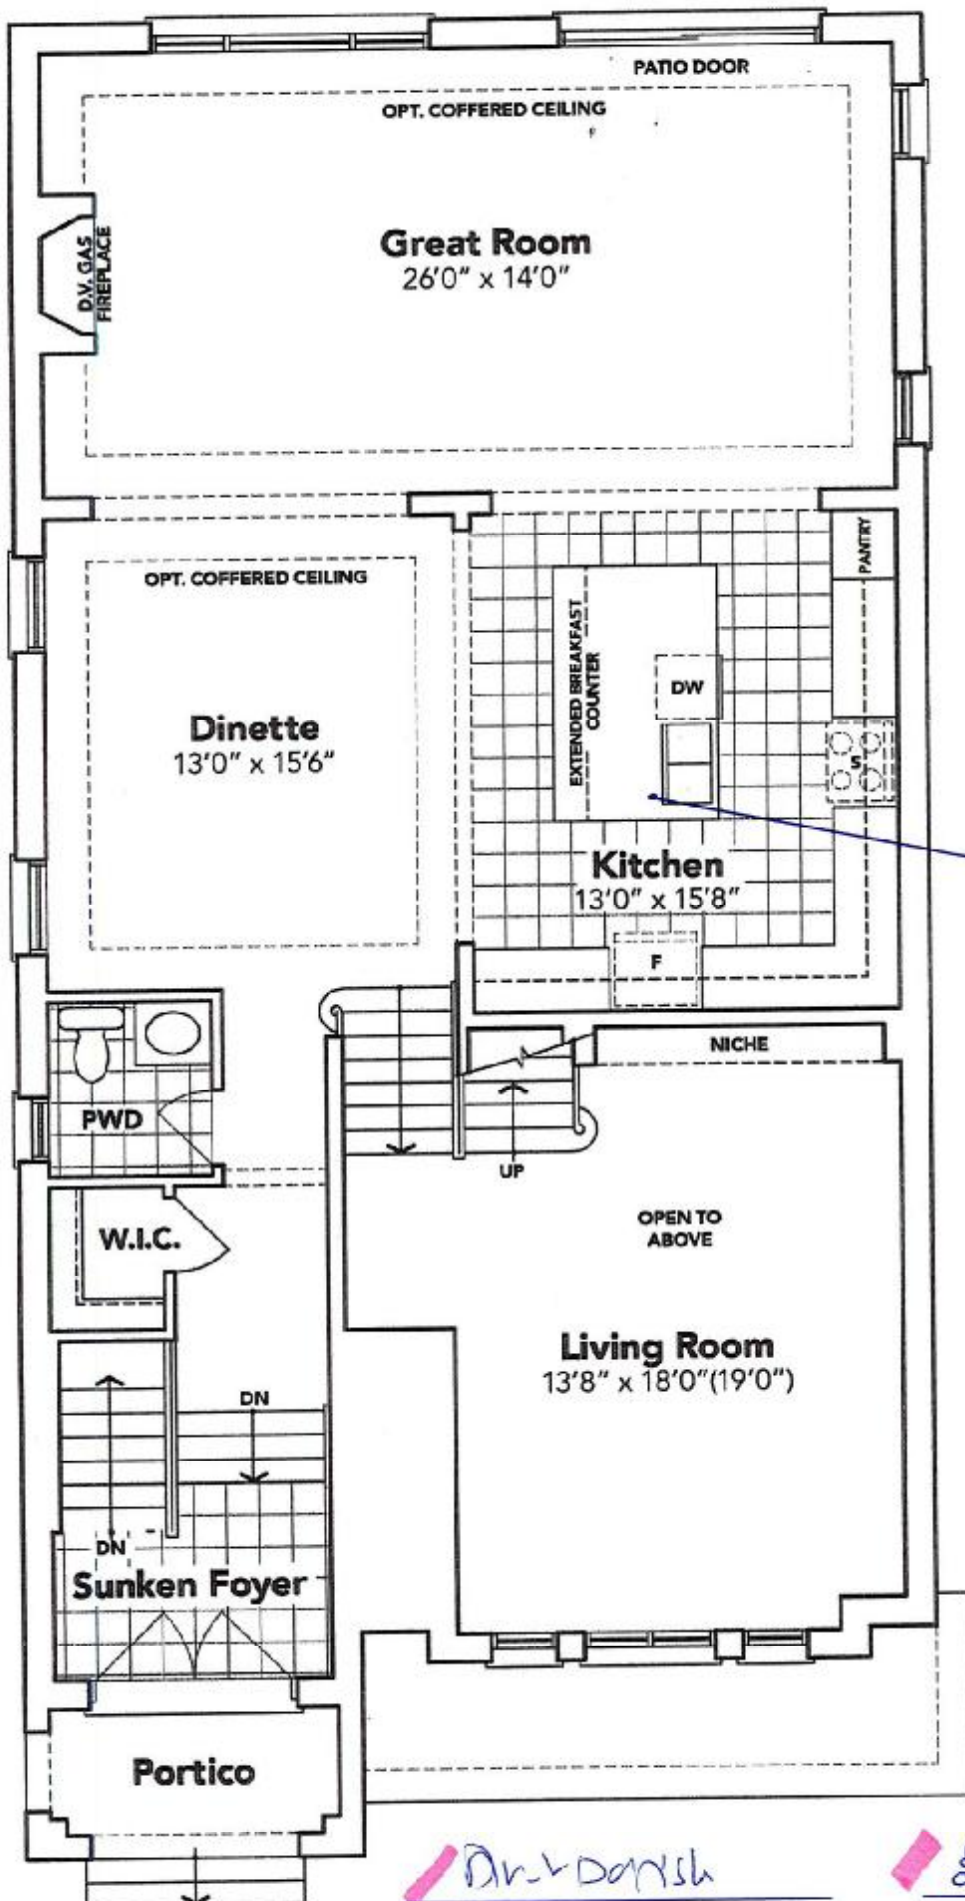 PATIO DOOR
OPT. COFFERED CEILING
Great Room
26'0" x 14'0"
D.V. GAS
FIREPLACE
OPT. COFFERED CEILING
Dinette
13'0" x 15'6"
PANTRY
EXTENDED BREAKFAST
COUNTER
DW
S
Kitchen
13'0" x 15'8"
F
NICHE
PWD
UP
W.I.C.
OPEN TO
ABOVE
Living Room
13'8" x 18'0"(19'0")
DN
DN
Sunken Foyer
Portico